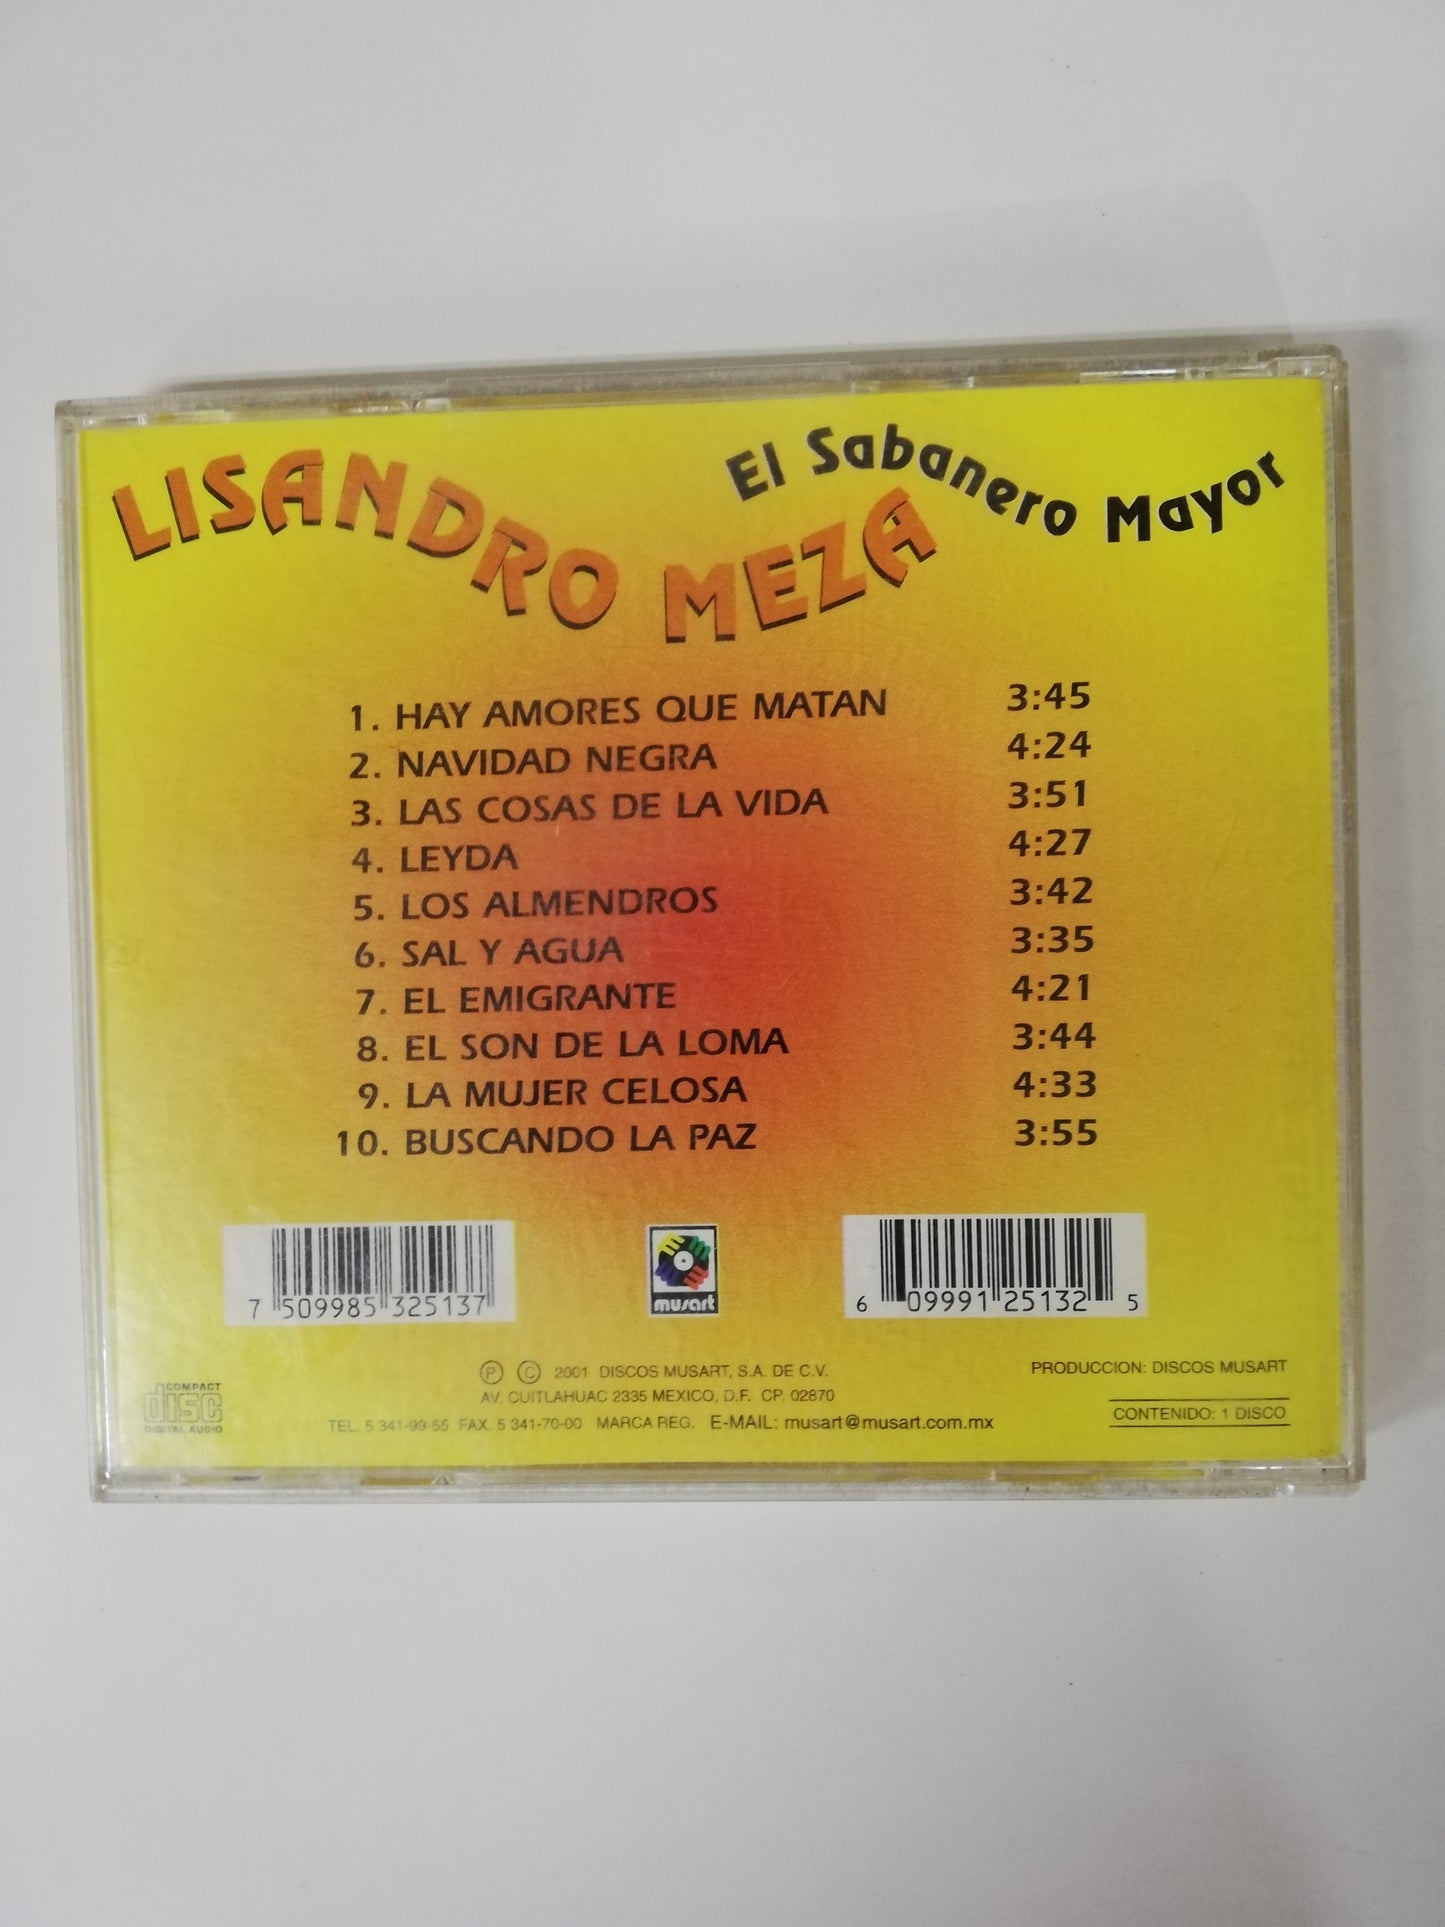 LISANDRO MEZA
El Sabanero Mayor
1. HAY AMORES QUE MATAN 3:45
2. NAVIDAD NEGRA 4:24
3. LAS COSAS DE LA VIDA 3:51
4. LEYDA 4:27
5. LOS ALMENDROS 3:42
6. SAL Y AGUA 3:35
7. EL EMIGRANTE 4:21
8. EL SON DE LA LOMA 3:44
9. LA MUJER CELOSA 4:33
10. BUSCANDO LA PAZ 3:55
7 509985 325137
musart
6 09991 25132 5
Ⓟ Ⓒ 2001 DISCOS MUSART, S.A. DE C.V.
AV. CUITLAHUAC 2335 MEXICO, D.F. CP. 02870
TEL. 5 341-99-55 FAX. 5 341-70-00 MARCA REG. E-MAIL: musart@musart.com.mx
PRODUCCION: DISCOS MUSART
CONTENIDO: 1 DISCO
COMPACT
disc
DIGITAL AUDIO